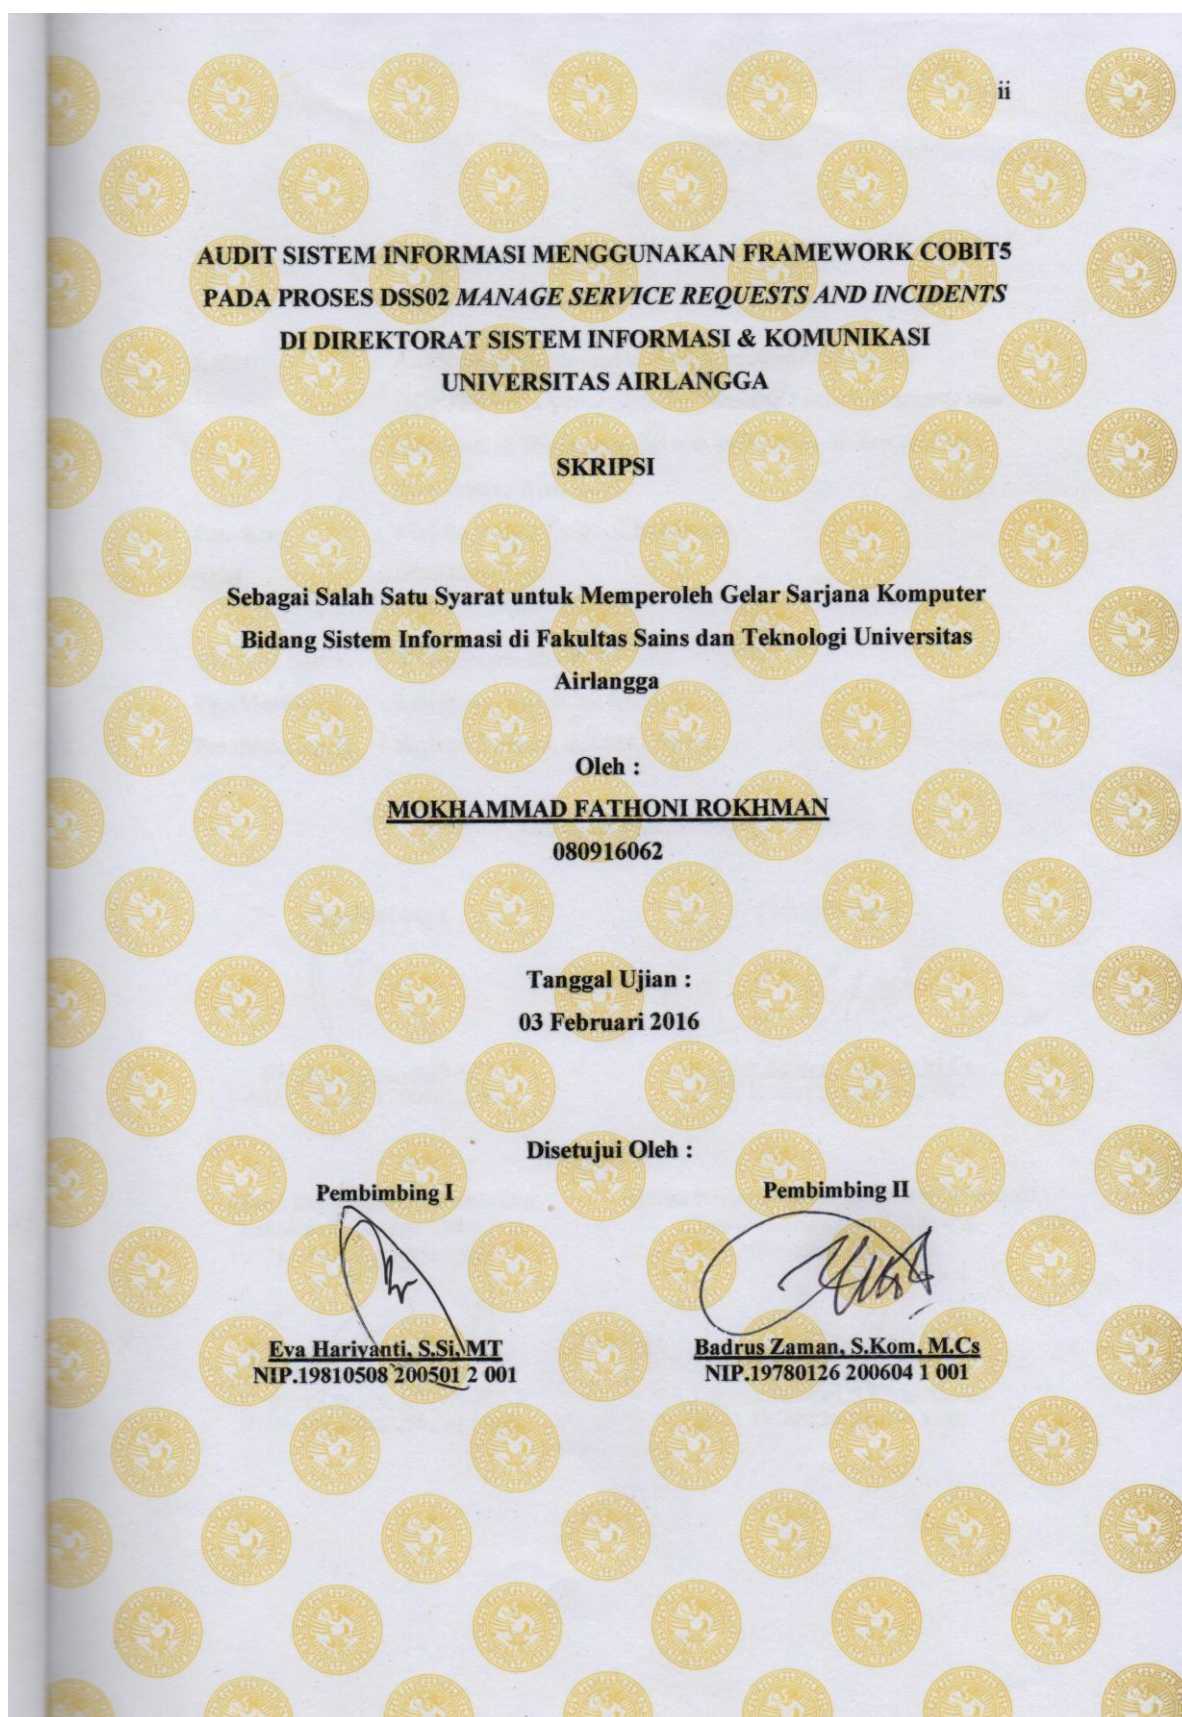 ii
AUDIT SISTEM INFORMASI MENGGUNAKAN FRAMEWORK COBIT5
PADA PROSES DSS02 MANAGE SERVICE REQUESTS AND INCIDENTS
DI DIREKTORAT SISTEM INFORMASI & KOMUNIKASI
UNIVERSITAS AIRLANGGA
SKRIPSI
Sebagai Salah Satu Syarat untuk Memperoleh Gelar Sarjana Komputer
Bidang Sistem Informasi di Fakultas Sains dan Teknologi Universitas
Airlangga
Oleh :
MOKHAMMAD FATHONI ROKHMAN
080916062
Tanggal Ujian :
03 Februari 2016
Disetujui Oleh :
Pembimbing I
Pembimbing II
Eva Hariyanti, S.Si, MT
NIP.19810508 200501 2 001
Badrus Zaman, S.Kom, M.Cs
NIP.19780126 200604 1 001